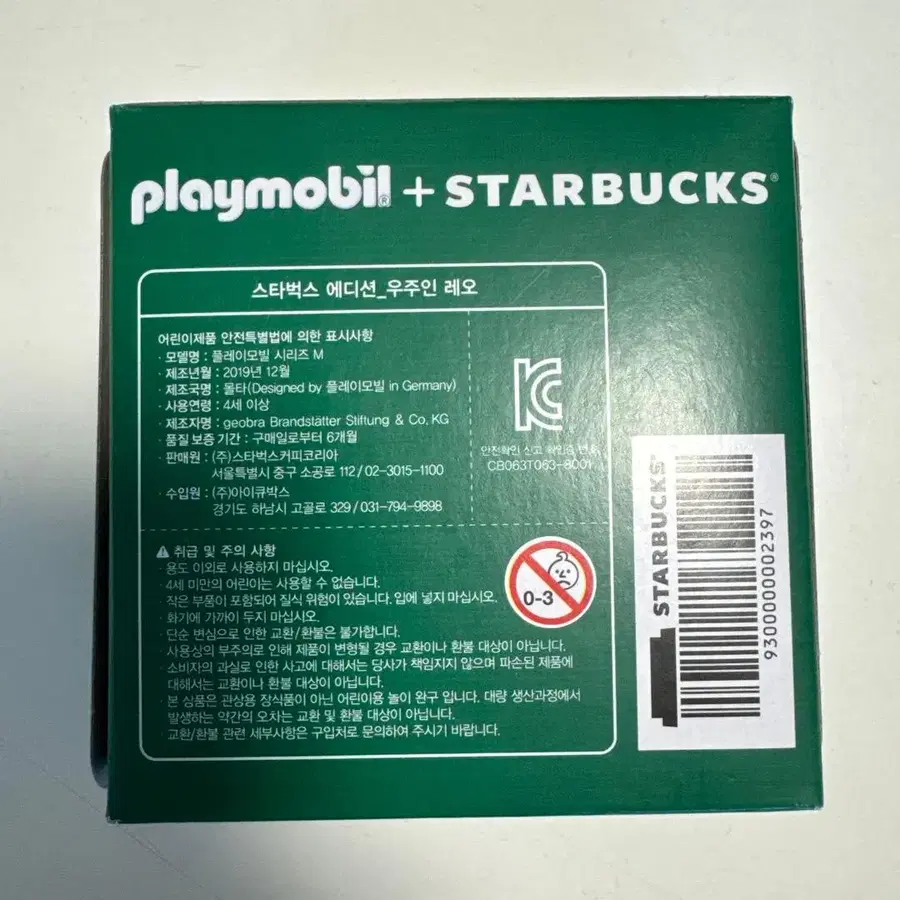 playmobil® + STARBUCKS®
스타벅스 에디션_우주인 레오
어린이제품 안전특별법에 의한 표시사항
· 모델명 : 플레이모빌 시리즈 M
· 제조년월 : 2019년 12월
· 제조국명 : 몰타(Designed by 플레이모빌 in Germany)
· 사용연령 : 4세 이상
· 제조자명 : geobra Brandstätter Stiftung & Co. KG
· 품질 보증 기간 : 구매일로부터 6개월
· 판매원 : (주)스타벅스커피코리아
서울특별시 중구 소공로 112 / 02-3015-1100
· 수입원 : (주)아이큐박스
경기도 하남시 고골로 329 / 031-794-9898
KC
안전확인 신고 확인증 번호
CB063T063-8001
⚠ 취급 및 주의 사항
· 용도 이외로 사용하지 마십시오.
· 4세 미만의 어린이는 사용할 수 없습니다.
· 작은 부품이 포함되어 질식 위험이 있습니다. 입에 넣지 마십시오.
· 화기에 가까이 두지 마십시오.
· 단순 변심으로 인한 교환/환불은 불가합니다.
· 사용상의 부주의로 인해 제품이 변형될 경우 교환이나 환불 대상이 아닙니다.
· 소비자의 과실로 인한 사고에 대해서는 당사가 책임지지 않으며 파손된 제품에
대해서는 교환이나 환불 대상이 아닙니다.
· 본 상품은 관상용 장식품이 아닌 어린이용 놀이 완구 입니다. 대량 생산과정에서
발생하는 약간의 오차는 교환 및 환불 대상이 아닙니다.
· 교환/환불 관련 세부사항은 구입처로 문의하여 주시기 바랍니다.
0-3
STARBUCKS®
9300000002397